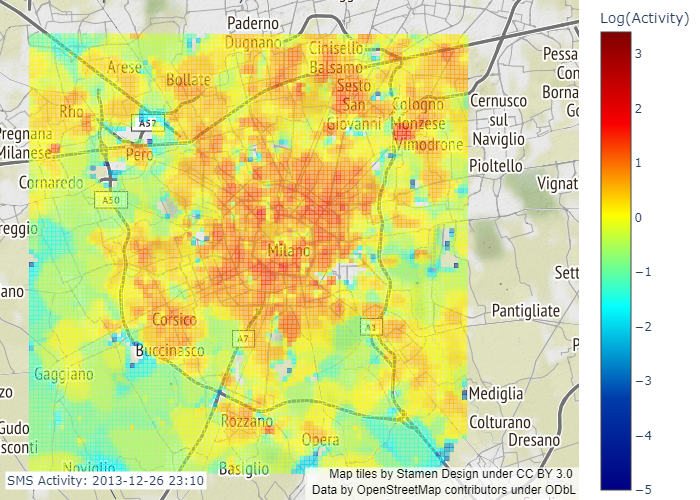 Log(Activity)
Paderno
Dugnano
Cinisello
Balsamo
Arese
Bollate
Sesto
San
Giovanni
Cologno
Monzese
Vimodrone
Rho
A57
Pero
Pregnana
Milanese
Cornaredo
A50
Cernusco
sul
Naviglio
Pioltello
Pessa
Con
Borna
Go
Vignat
reggio
Milano
Sett
ano
Pantigliate
Corsico
Buccinasco
A7
A1
P
Gaggiano
zo
Mediglia
Rozzano
Colturano
Dresano
Gudo
sconti
Opera
Noviglio
Basiglio
SMS Activity: 2013-12-26 23:10
Map tiles by Stamen Design under CC BY 3.0
Data by OpenStreetMap contributors under ODbL
3
2
1
0
−1
−2
−3
−4
−5